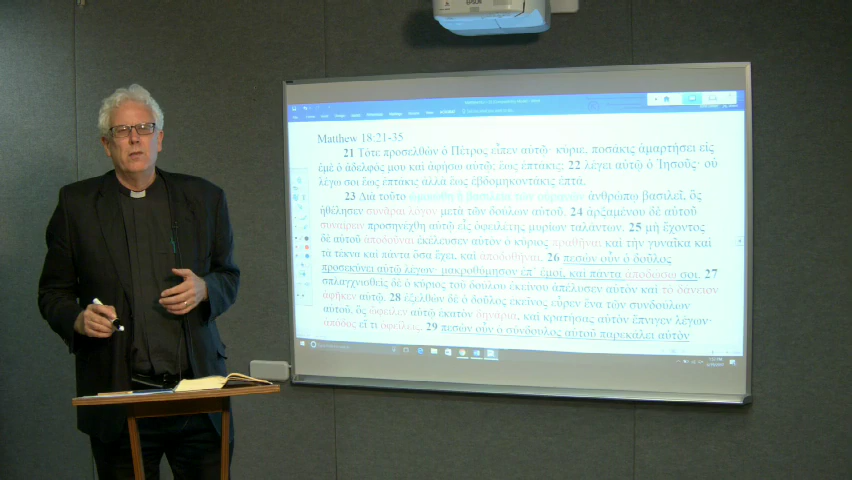 EPSON
Matthew 18:21-35
21 Τότε προσελθὼν ὁ Πέτρος εἶπεν αὐτῷ· κύριε, ποσάκις ἁμαρτήσει εἰς
ἐμὲ ὁ ἀδελφός μου καὶ ἀφήσω αὐτῷ; ἕως ἑπτάκις; 22 λέγει αὐτῷ ὁ Ἰησοῦς· οὐ
λέγω σοι ἕως ἑπτάκις ἀλλὰ ἕως ἑβδομηκοντάκις ἑπτά.
23 Διὰ τοῦτο ὡμοιώθη ἡ βασιλεία τῶν οὐρανῶν ἀνθρώπῳ βασιλεῖ, ὃς
ἠθέλησεν συνᾶραι λόγον μετὰ τῶν δούλων αὐτοῦ. 24 ἀρξαμένου δὲ αὐτοῦ
συναίρειν προσηνέχθη αὐτῷ εἷς ὀφειλέτης μυρίων ταλάντων. 25 μὴ ἔχοντος
δὲ αὐτοῦ ἀποδοῦναι ἐκέλευσεν αὐτὸν ὁ κύριος πραθῆναι καὶ τὴν γυναῖκα καὶ
τὰ τέκνα καὶ πάντα ὅσα ἔχει, καὶ ἀποδοθῆναι. 26 πεσὼν οὖν ὁ δοῦλος
προσεκύνει αὐτῷ λέγων· μακροθύμησον ἐπ' ἐμοί, καὶ πάντα ἀποδώσω σοι. 27
σπλαγχνισθεὶς δὲ ὁ κύριος τοῦ δούλου ἐκείνου ἀπέλυσεν αὐτὸν καὶ τὸ δάνειον
ἀφῆκεν αὐτῷ. 28 ἐξελθὼν δὲ ὁ δοῦλος ἐκεῖνος εὗρεν ἕνα τῶν συνδούλων
αὐτοῦ, ὃς ὤφειλεν αὐτῷ ἑκατὸν δηνάρια, καὶ κρατήσας αὐτὸν ἔπνιγεν λέγων·
ἀπόδος εἴ τι ὀφείλεις. 29 πεσὼν οὖν ὁ σύνδουλος αὐτοῦ παρεκάλει αὐτὸν